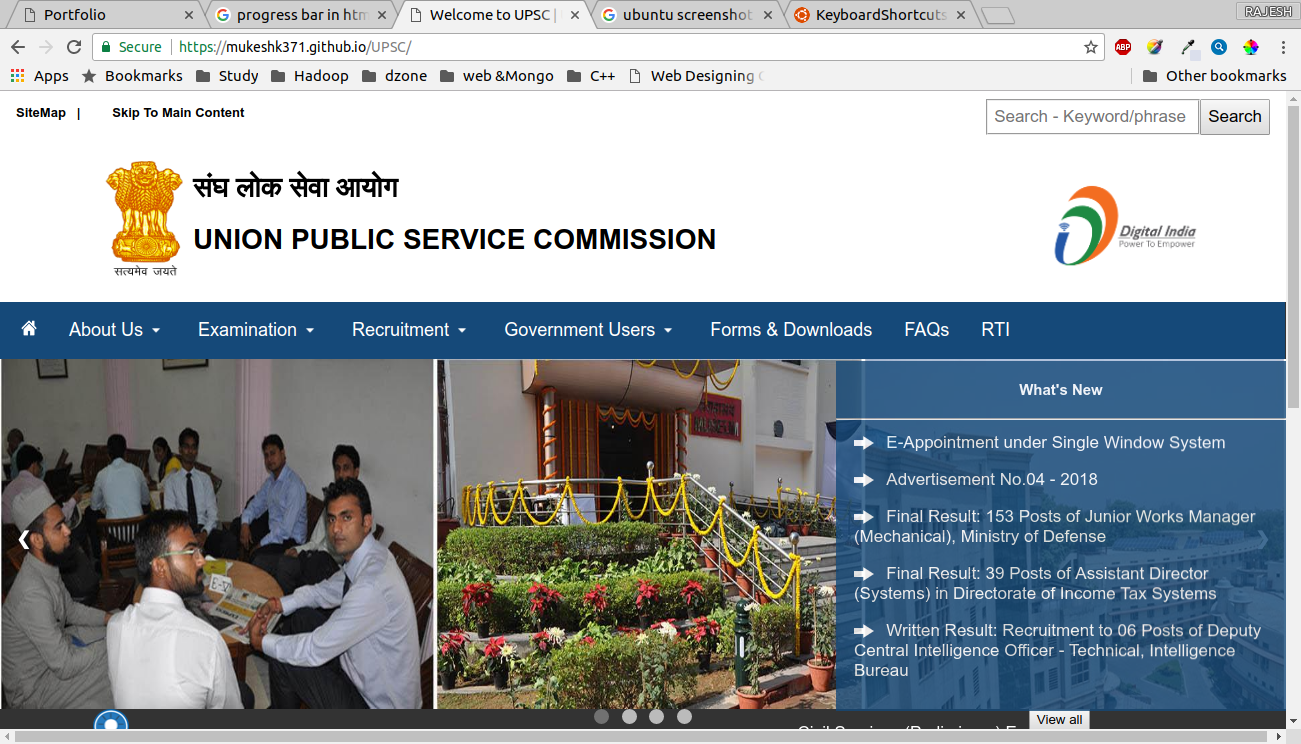 Portfolio
progress bar in htm
Welcome to UPSC |
ubuntu screenshot
KeyboardShortcuts
RAJESH
Secure
https://mukeshk371.github.io/UPSC/
ABP
Apps
Bookmarks
Study
Hadoop
dzone
web &Mongo
C++
Web Designing
Other bookmarks
SiteMap |
Skip To Main Content
Search - Keyword/phrase
Search
संघ लोक सेवा आयोग
UNION PUBLIC SERVICE COMMISSION
सत्यमेव जयते
Digital India
Power To Empower
About Us
Examination
Recruitment
Government Users
Forms & Downloads
FAQs
RTI
What's New
E-Appointment under Single Window System
Advertisement No.04 - 2018
Final Result: 153 Posts of Junior Works Manager
(Mechanical), Ministry of Defense
Final Result: 39 Posts of Assistant Director
(Systems) in Directorate of Income Tax Systems
Written Result: Recruitment to 06 Posts of Deputy
Central Intelligence Officer - Technical, Intelligence
Bureau
View all